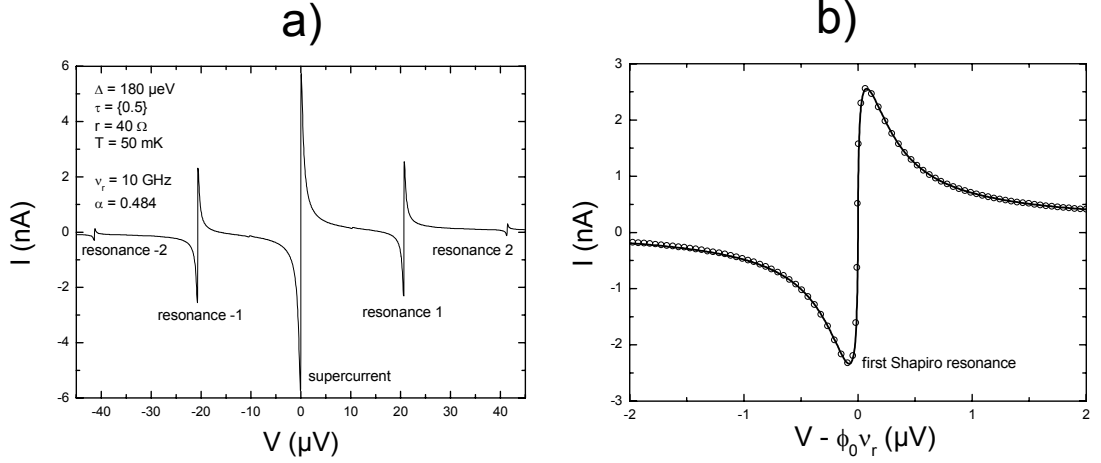 a)
6
4
2
0
-2
-4
-6
I (nA)
Δ = 180 µeV
τ = {0.5}
r = 40 Ω
T = 50 mK
νr = 10 GHz
α = 0.484
resonance -2
resonance 2
resonance -1
resonance 1
supercurrent
-40 -30 -20 -10 0 10 20 30 40
V (µV)
b)
3
2
1
0
-1
-2
-3
I (nA)
first Shapiro resonance
-2 -1 0 1 2
V - ϕ0νr (µV)